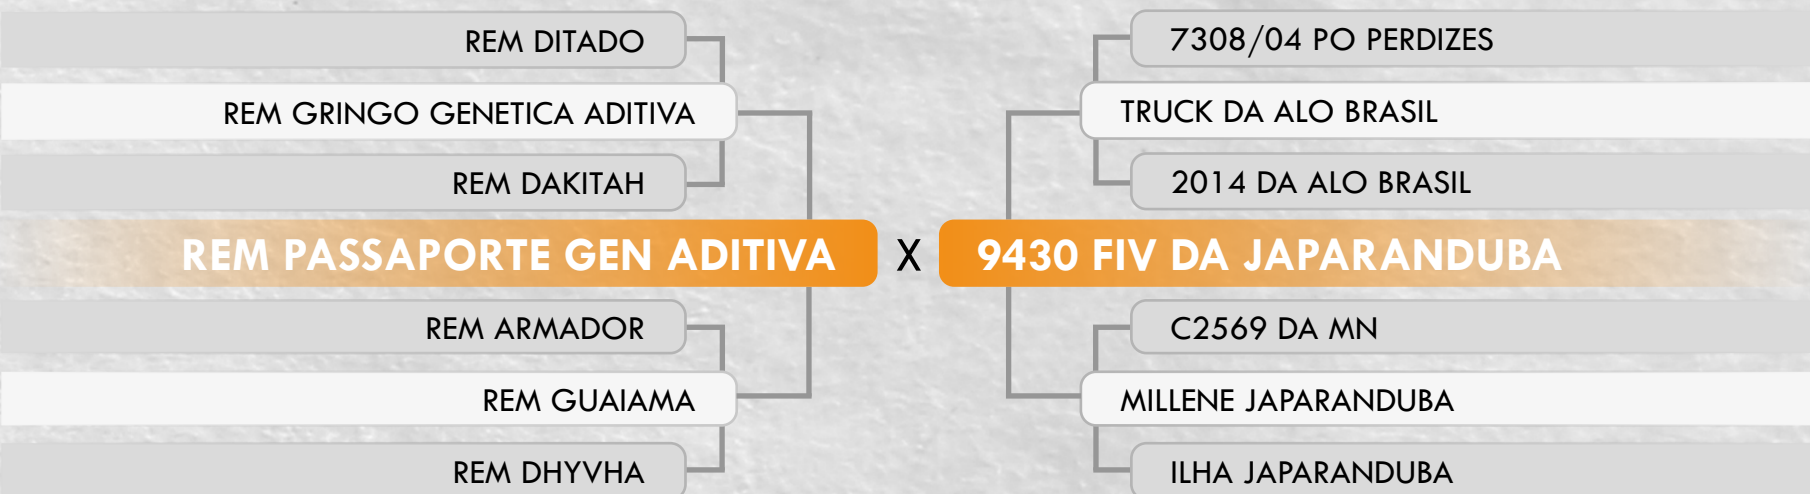 REM DITADO
REM GRINGO GENETICA ADITIVA
REM DAKITAH
REM PASSAPORTE GEN ADITIVA
REM ARMADOR
REM GUAIAMA
REM DHYVHA
X
7308/04 PO PERDIZES
TRUCK DA ALO BRASIL
2014 DA ALO BRASIL
9430 FIV DA JAPARANDUBA
C2569 DA MN
MILLENE JAPARANDUBA
ILHA JAPARANDUBA